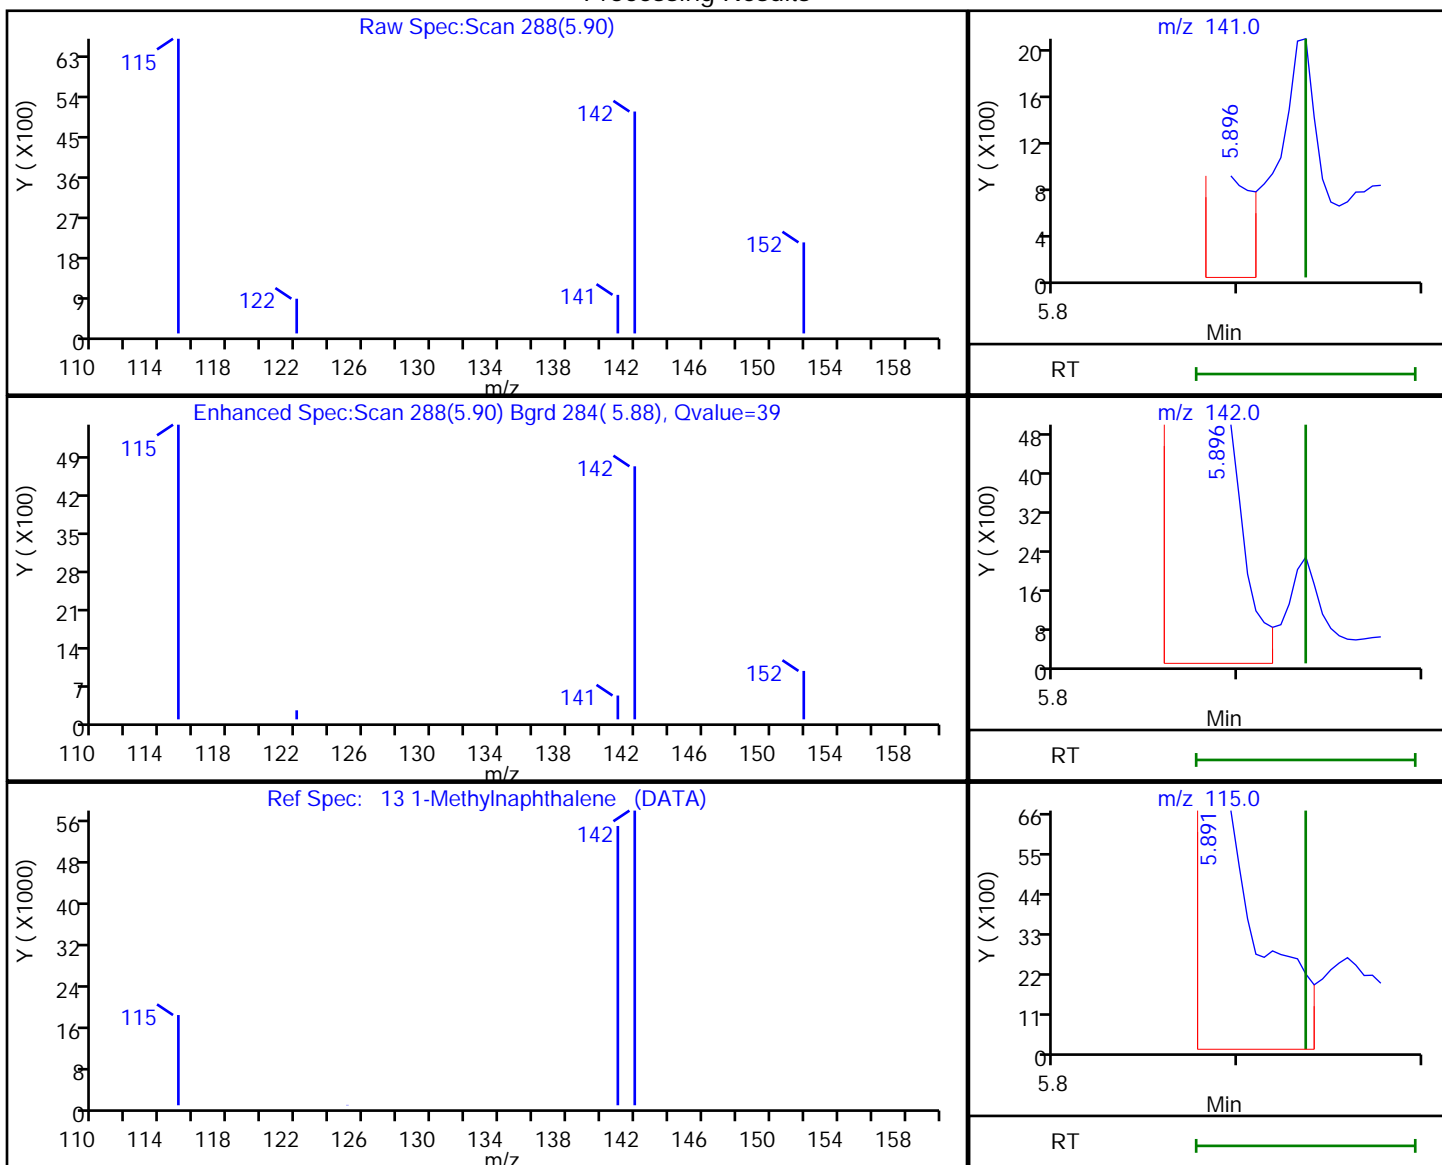 Processing Results
Raw Spec:Scan 288(5.90)
Y ( X100)
63
54
45
36
27
18
9
0
115
122
141
142
152
110 114 118 122 126 130 134 138 142 146 150 154 158
m/z
m/z 141.0
Y ( X100)
20
16
12
8
4
0
5.896
5.8
Min
RT
Enhanced Spec:Scan 288(5.90) Bgrd 284( 5.88), Qvalue=39
Y ( X100)
49
42
35
28
21
14
7
0
115
141
142
152
110 114 118 122 126 130 134 138 142 146 150 154 158
m/z
m/z 142.0
Y ( X100)
48
40
32
24
16
8
0
5.896
5.8
Min
RT
Ref Spec: 13 1-Methylnaphthalene (DATA)
Y ( X1000)
56
48
40
32
24
16
8
0
115
142
110 114 118 122 126 130 134 138 142 146 150 154 158
m/z
m/z 115.0
Y ( X100)
66
55
44
33
22
11
0
5.891
5.8
Min
RT